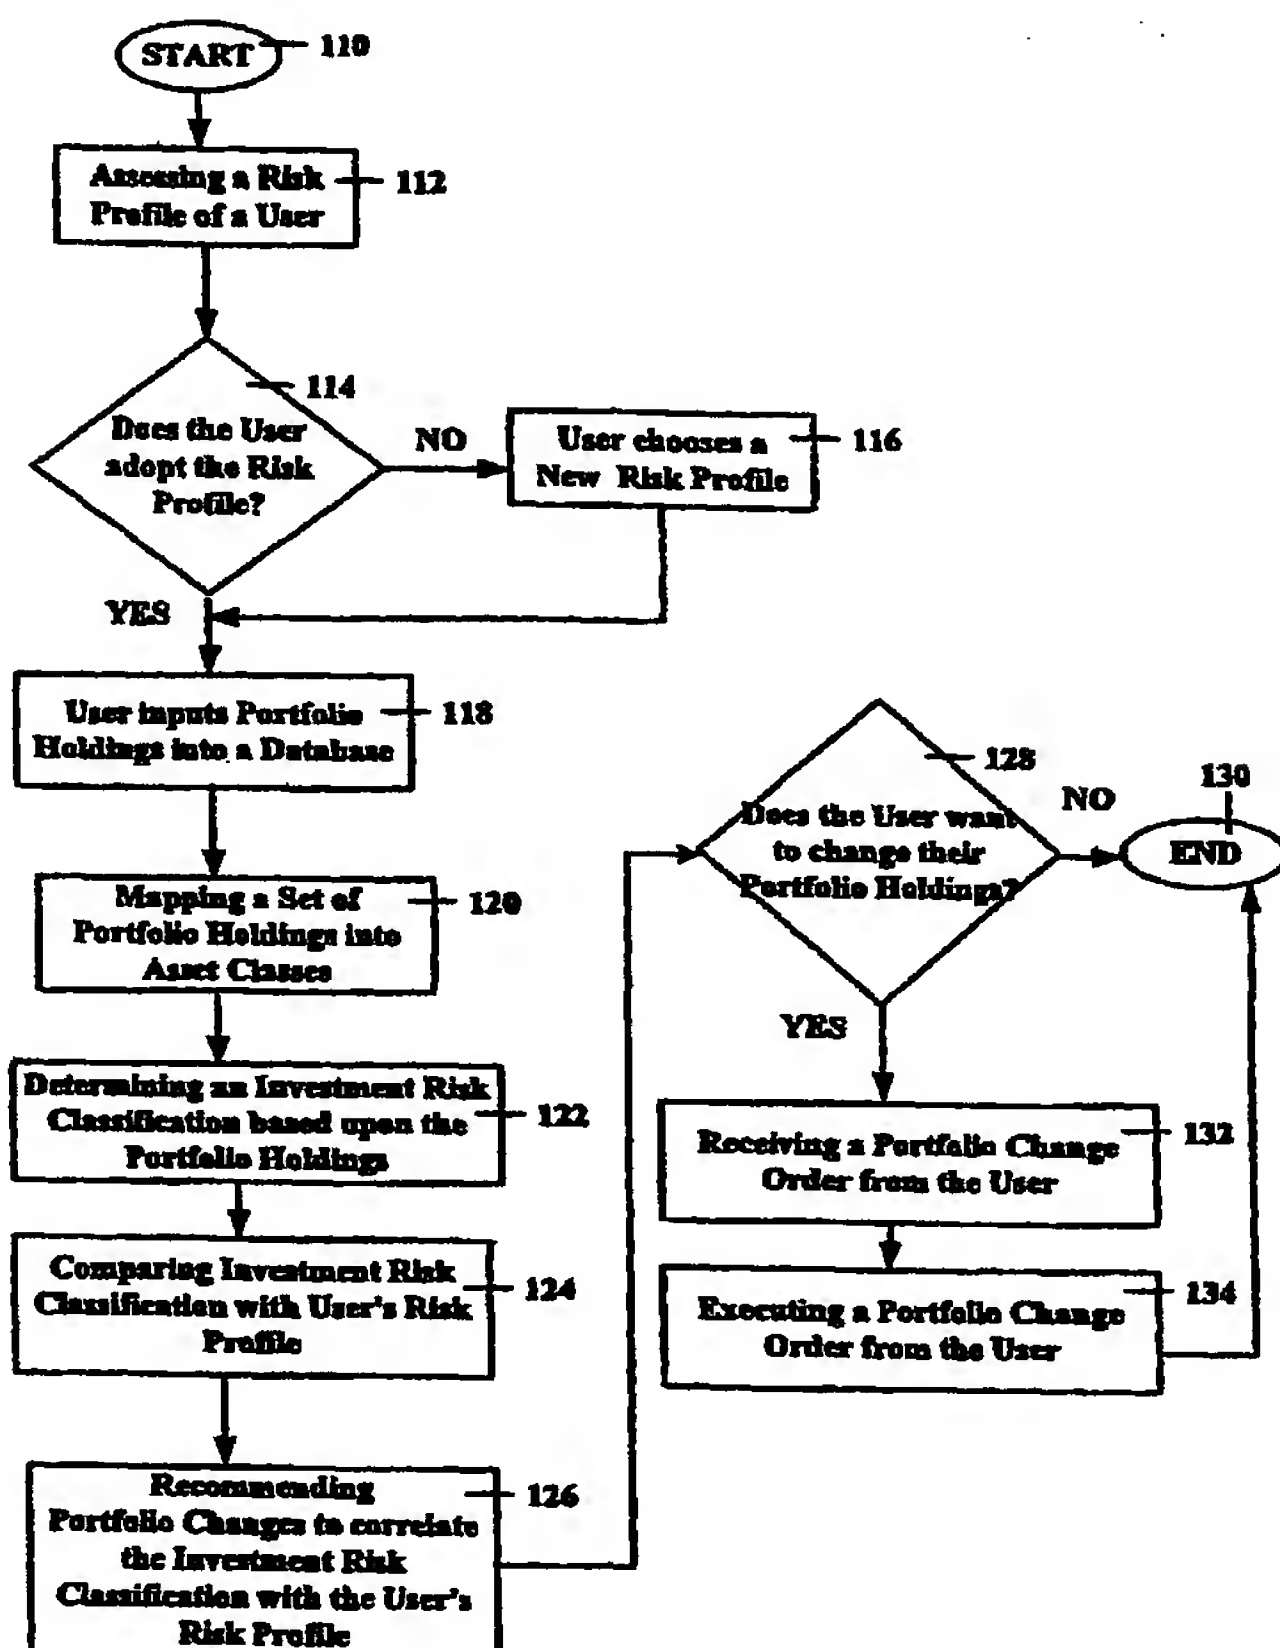 START
110
Assessing a Risk
Profile of a User
112
114
Does the User
adopt the Risk
Profile?
NO
User chooses a
New Risk Profile
116
YES
User inputs Portfolio
Holdings into a Database
118
Mapping a Set of
Portfolio Holdings into
Asset Classes
120
Determining an Investment Risk
Classification based upon the
Portfolio Holdings
122
Comparing Investment Risk
Classification with User's Risk
Profile
124
Recommending
Portfolio Changes to correlate
the Investment Risk
Classification with the User's
Risk Profile
126
128
Does the User want
to change their
Portfolio Holdings?
NO
130
END
YES
Receiving a Portfolio Change
Order from the User
132
Executing a Portfolio Change
Order from the User
134